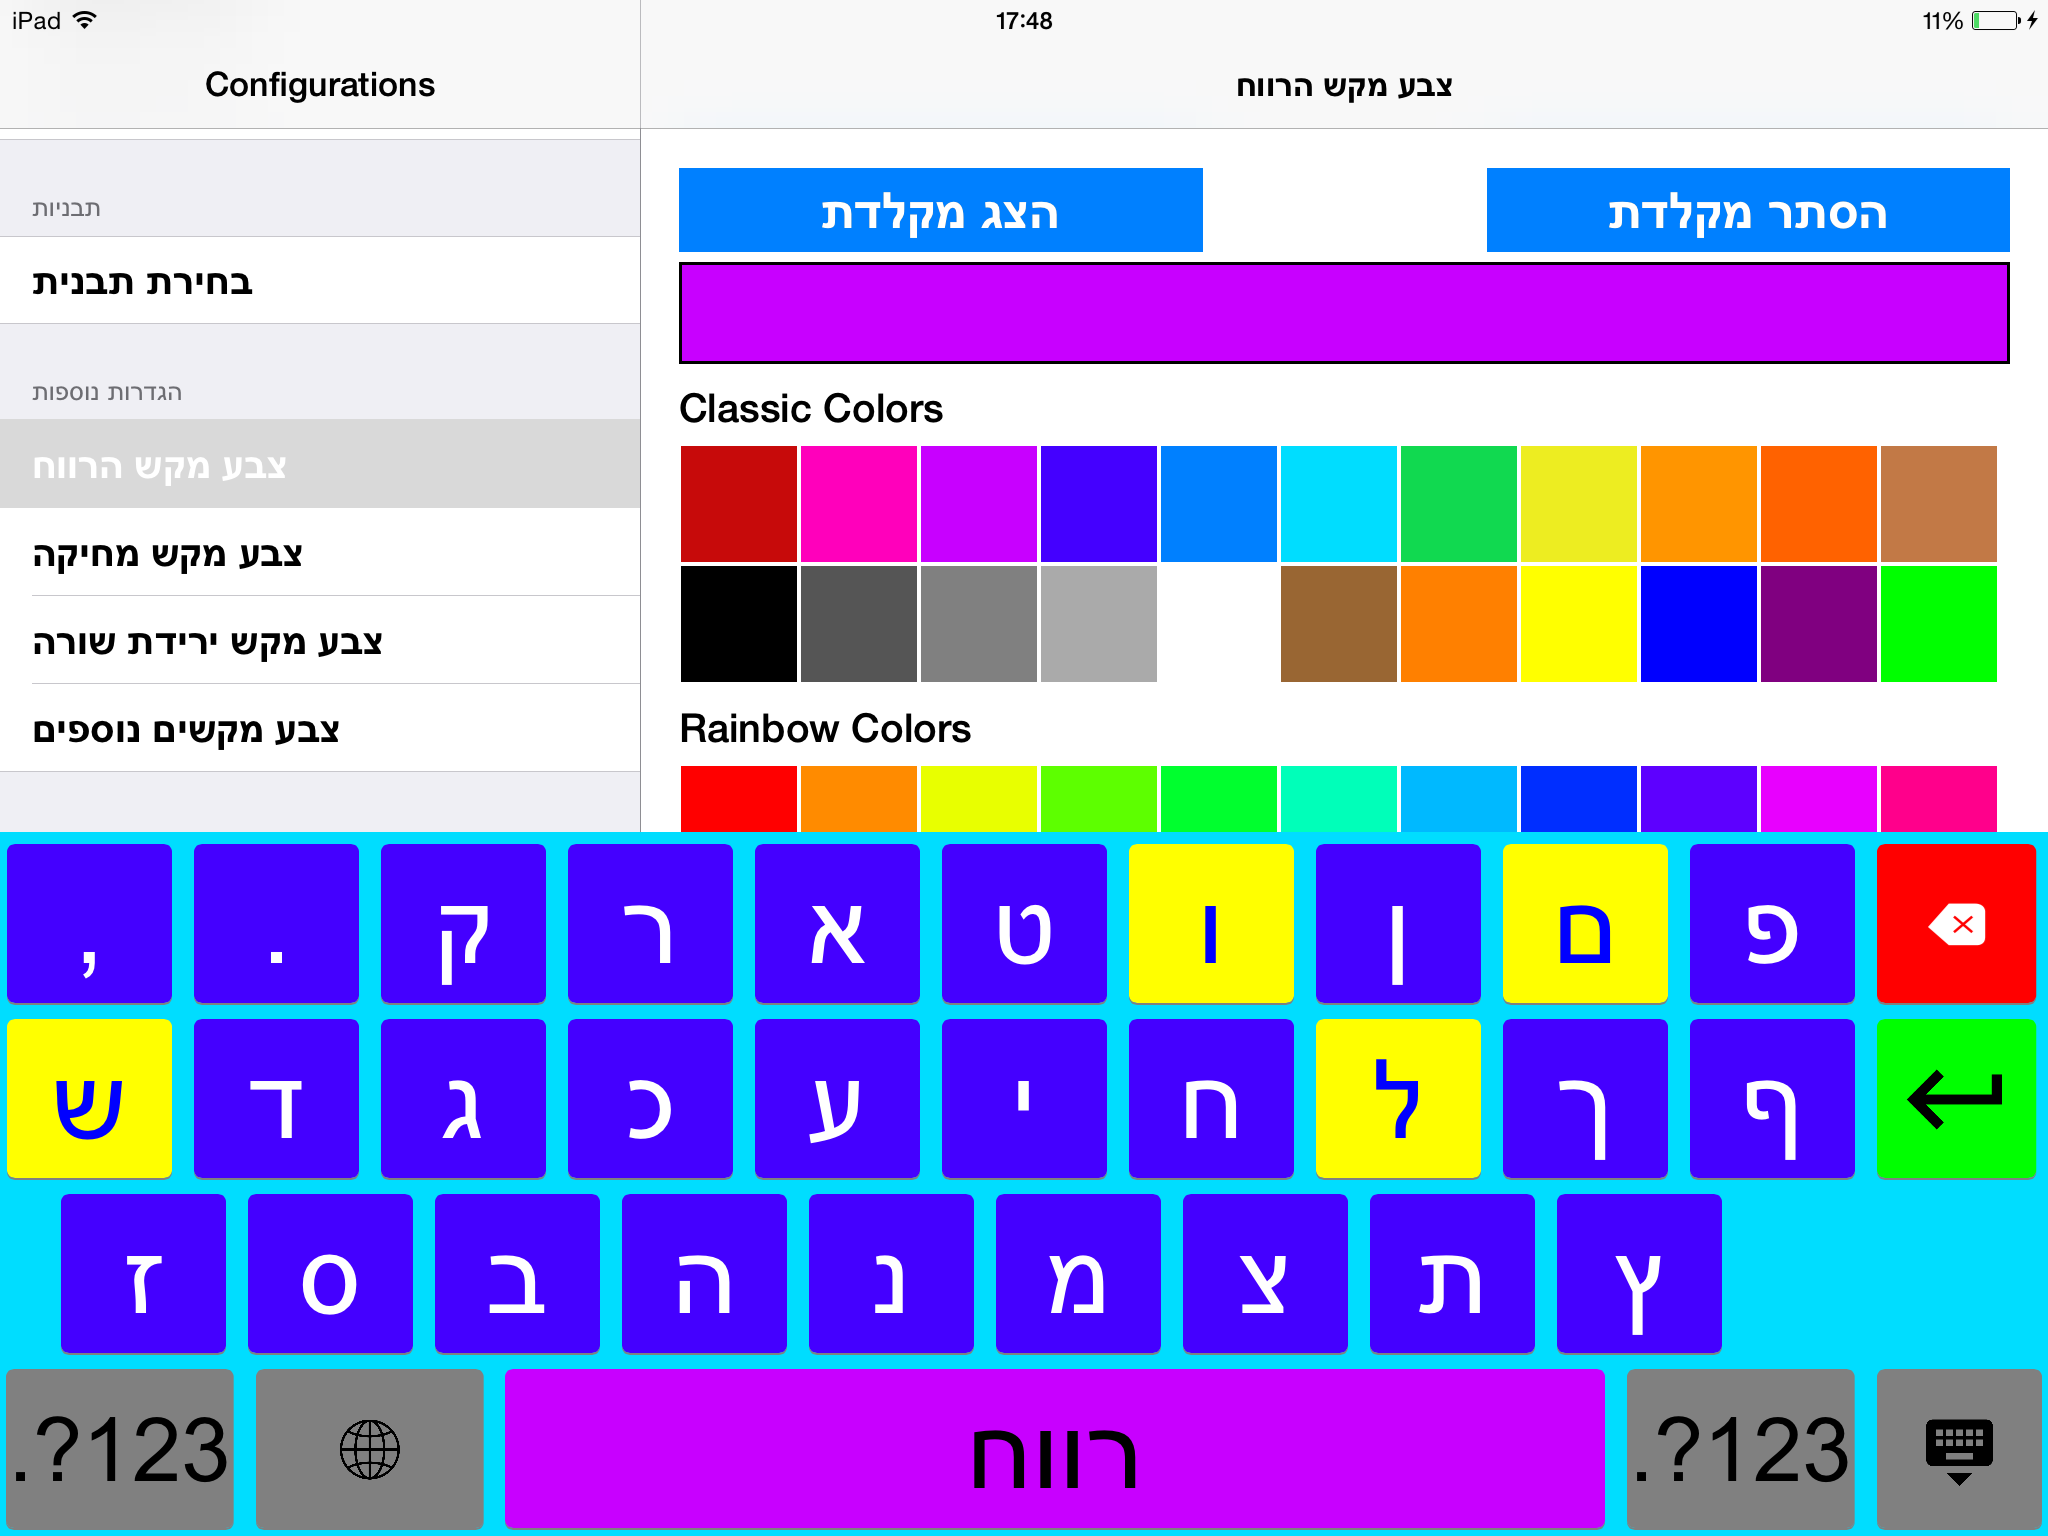 iPad 17:48 11%
Configurations
צבע מקש הרווח
תבניות
בחירת תבנית
הגדרות נוספות
צבע מקש הרווח
צבע מקש מחיקה
צבע מקש ירידת שורה
צבע מקשים נוספים
הצג מקלדת
הסתר מקלדת
Classic Colors
Rainbow Colors
, . ק ר א ט ו ן ם פ
ש ד ג כ ע י ח ל ך ף
ז ס ב ה נ מ צ ת ץ
.?123 רווח .?123